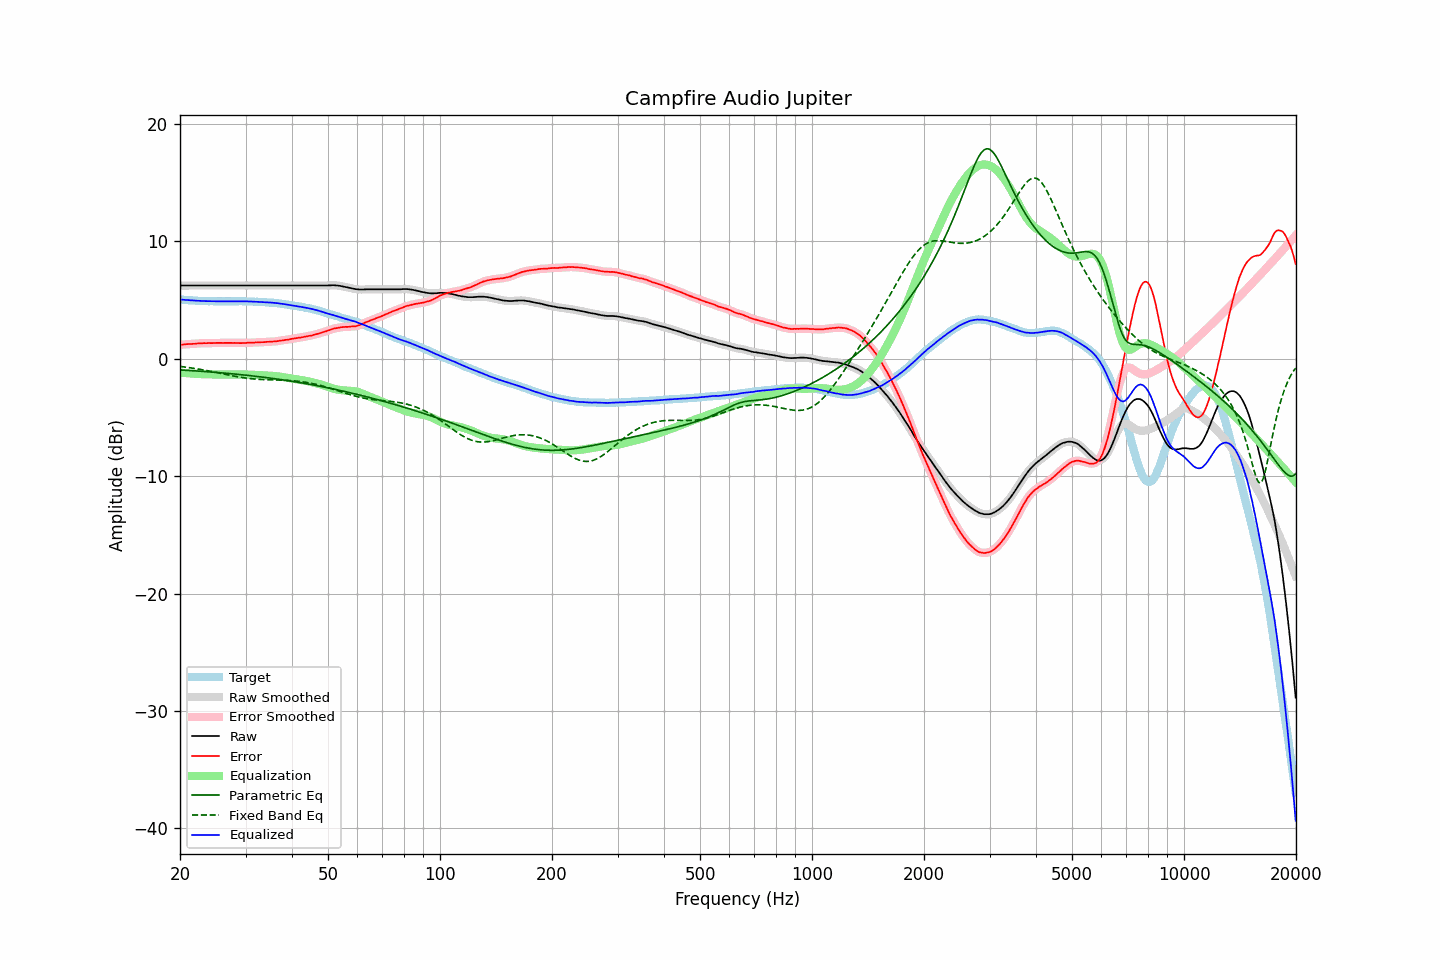 Campfire Audio Jupiter
20
10
0
−10
−20
−30
−40
Amplitude (dBr)
Target
Raw Smoothed
Error Smoothed
Raw
Error
Equalization
Parametric Eq
Fixed Band Eq
Equalized
20 50 100 200 500 1000 2000 5000 10000 20000
Frequency (Hz)